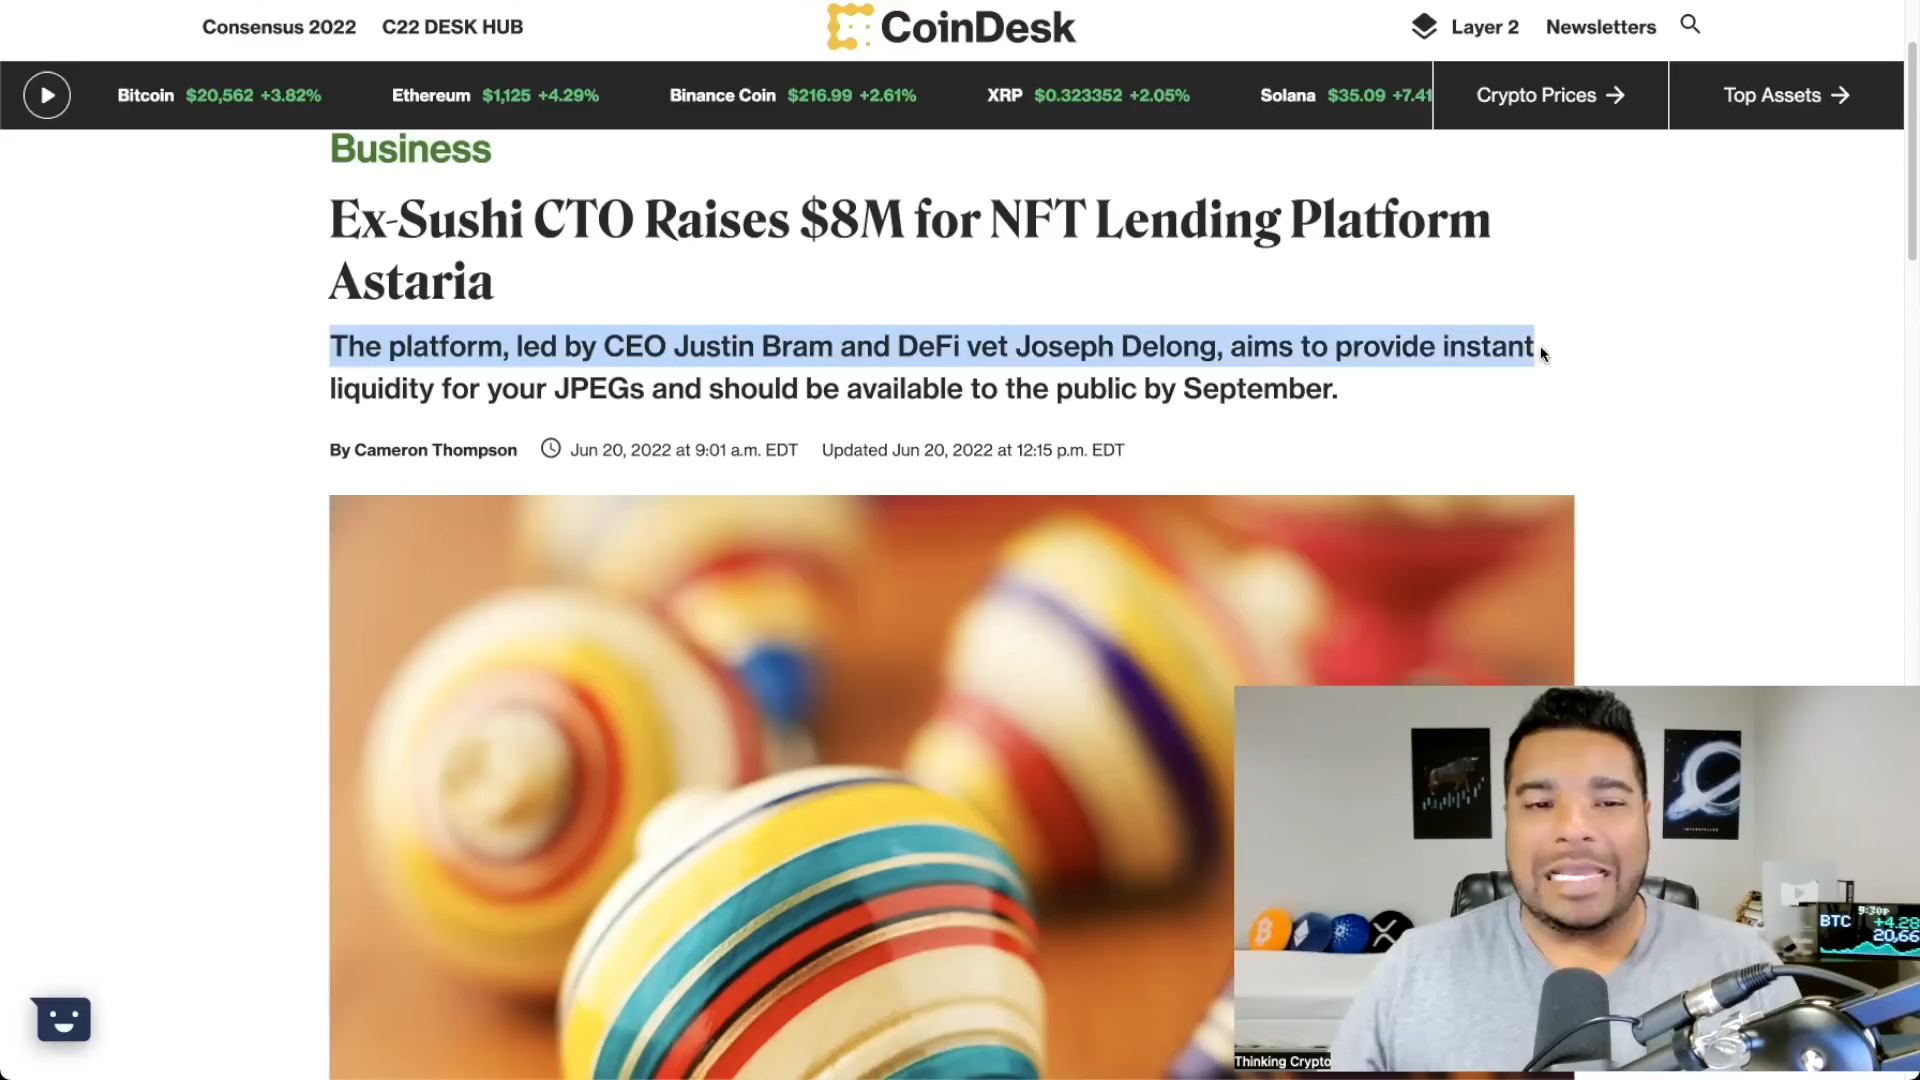 Consensus 2022 C22 DESK HUB CoinDesk Layer 2 Newsletters
Bitcoin $20,562 +3.82% Ethereum $1,125 +4.29% Binance Coin $216.99 +2.61% XRP $0.323352 +2.05% Solana $35.09 +7.41 Crypto Prices → Top Assets →
Business
Ex-Sushi CTO Raises $8M for NFT Lending Platform
Astaria
The platform, led by CEO Justin Bram and DeFi vet Joseph Delong, aims to provide instant
liquidity for your JPEGs and should be available to the public by September.
By Cameron Thompson Jun 20, 2022 at 9:01 a.m. EDT Updated Jun 20, 2022 at 12:15 p.m. EDT
INTERSTELLAR
9:30P
BTC +4.28
20,66
Thinking Crypto